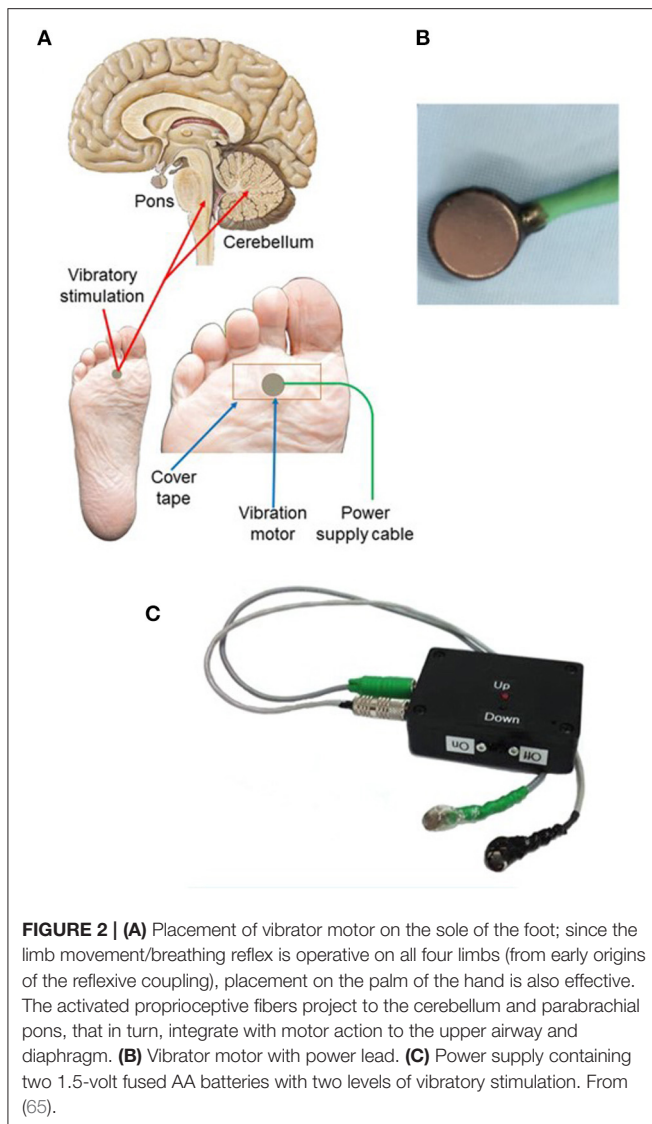 A
B
Pons
Cerebellum
Vibratory
stimulation
Cover
tape
Vibration
motor
Power
supply cable
C
Up
Down
On
Off
FIGURE 2 | (A) Placement of vibrator motor on the sole of the foot; since the
limb movement/breathing reflex is operative on all four limbs (from early origins
of the reflexive coupling), placement on the palm of the hand is also effective.
The activated proprioceptive fibers project to the cerebellum and parabrachial
pons, that in turn, integrate with motor action to the upper airway and
diaphragm. (B) Vibrator motor with power lead. (C) Power supply containing
two 1.5-volt fused AA batteries with two levels of vibratory stimulation. From
(65).